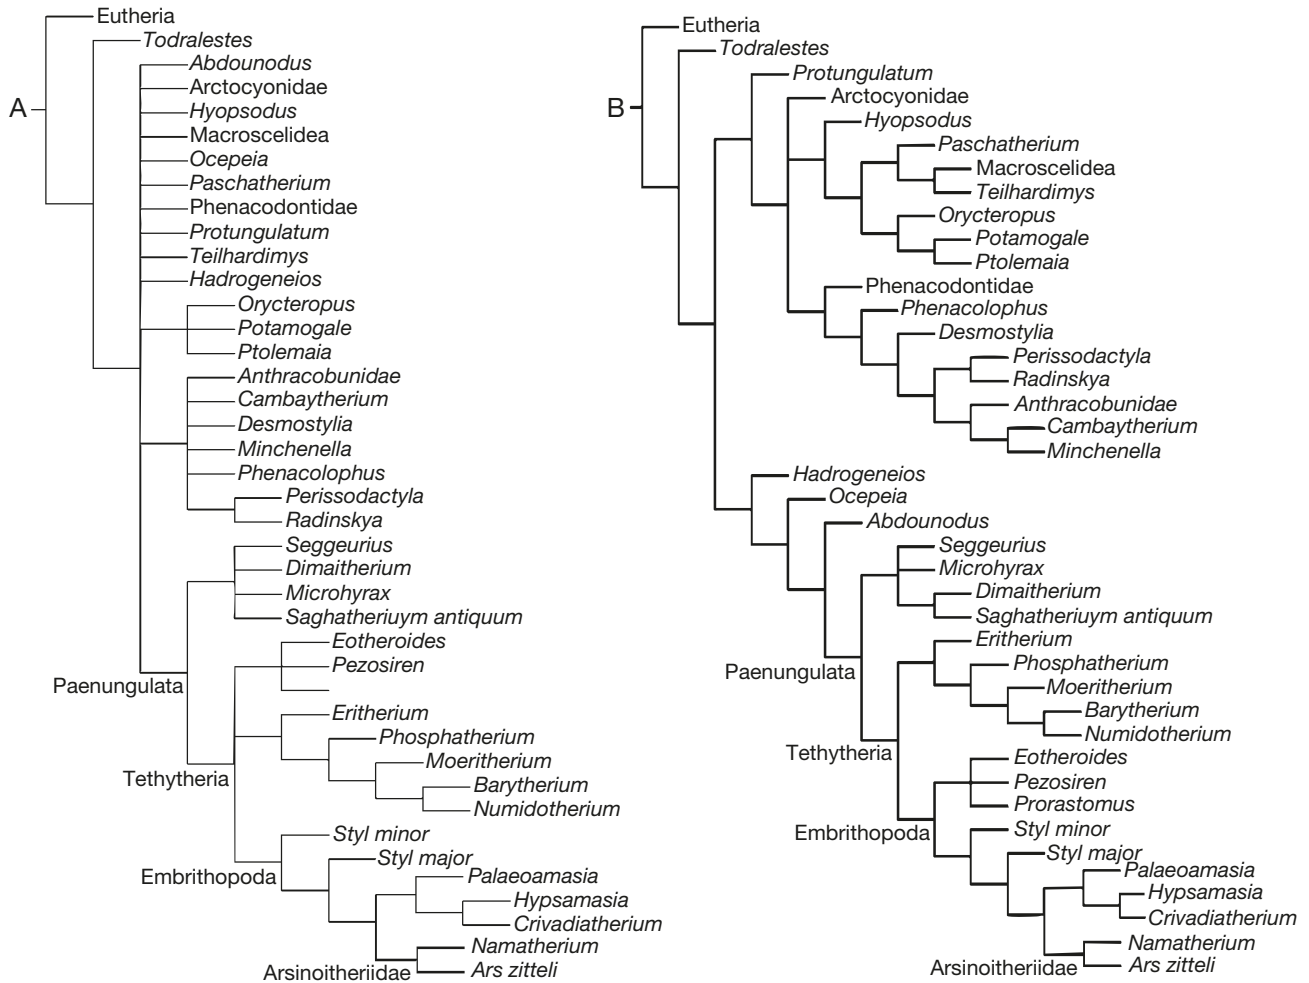 A
Eutheria
Todralestes
Abdounodus
Arctocyonidae
Hyopsodus
Macroscelidea
Ocepeia
Paschatherium
Phenacodontidae
Protungulatum
Teilhardimys
Hadrogeneios
Orycteropus
Potamogale
Ptolemaia
Anthracobunidae
Cambaytherium
Desmostylia
Minchenella
Phenacolophus
Perissodactyla
Radinskya
Seggeurius
Dimaitherium
Microhyrax
Saghatheriuym antiquum
Eotheroides
Pezosiren
Paenungulata
Eritherium
Phosphatherium
Moeritherium
Tethytheria
Barytherium
Numidotherium
Styl minor
Styl major
Embrithopoda
Palaeoamasia
Hypsamasia
Crivadiatherium
Namatherium
Arsinoitheriidae
Ars zitteli
B
Eutheria
Todralestes
Protungulatum
Arctocyonidae
Hyopsodus
Paschatherium
Macroscelidea
Teilhardimys
Orycteropus
Potamogale
Ptolemaia
Phenacodontidae
Phenacolophus
Desmostylia
Perissodactyla
Radinskya
Anthracobunidae
Cambaytherium
Minchenella
Hadrogeneios
Ocepeia
Abdounodus
Seggeurius
Microhyrax
Dimaitherium
Saghatheriuym antiquum
Eritherium
Paenungulata
Phosphatherium
Moeritherium
Barytherium
Numidotherium
Tethytheria
Eotheroides
Pezosiren
Prorastomus
Embrithopoda
Styl minor
Styl major
Palaeoamasia
Hypsamasia
Crivadiatherium
Namatherium
Arsinoitheriidae
Ars zitteli